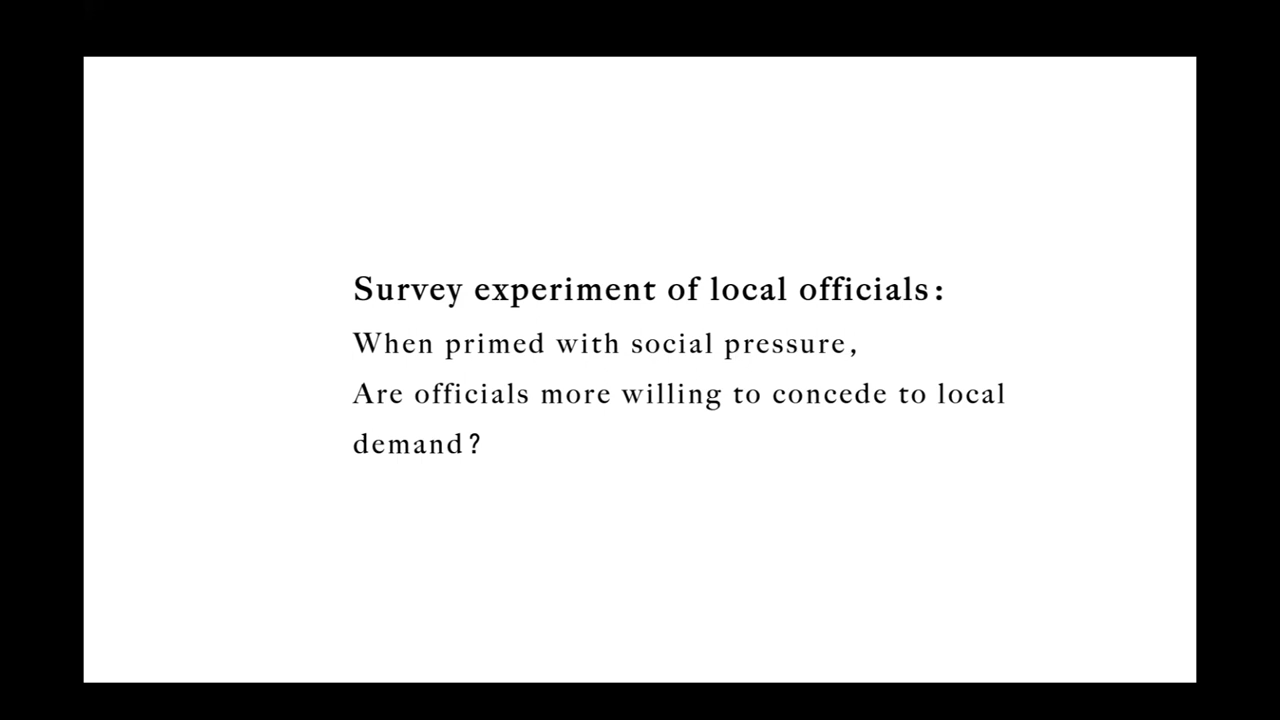 Survey experiment of local officials:
When primed with social pressure,
Are officials more willing to concede to local
demand?